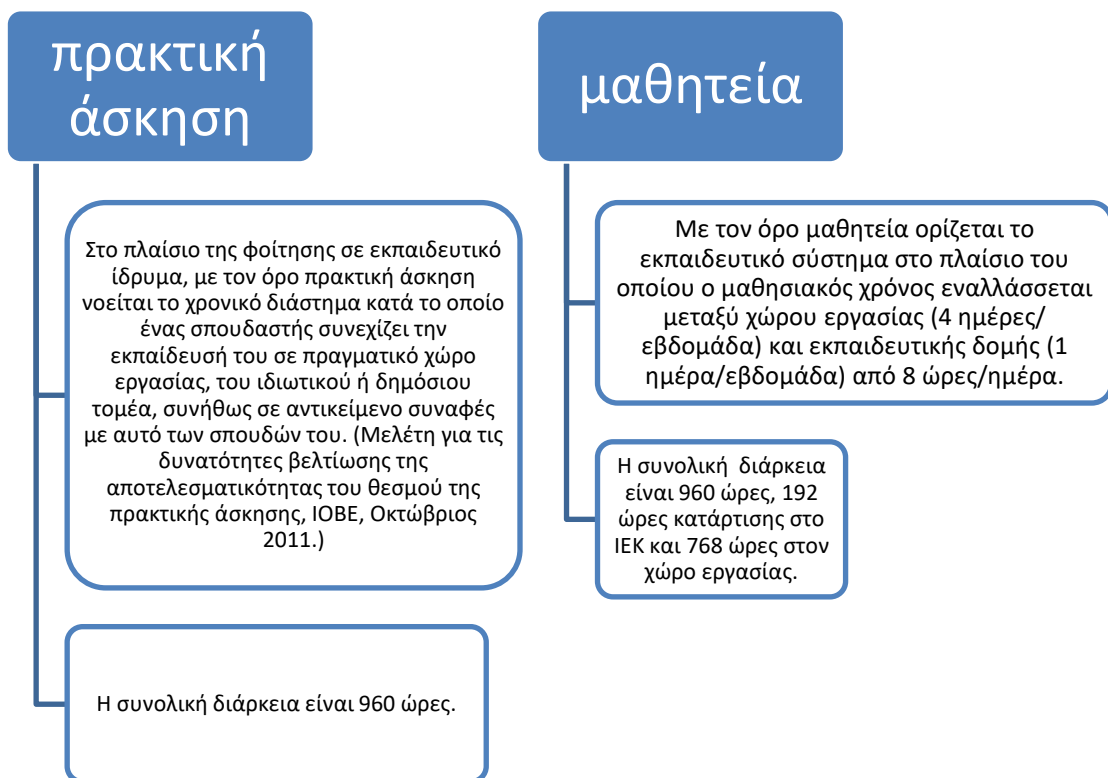 πρακτική
άσκηση
Στο πλαίσιο της φοίτησης σε εκπαιδευτικό
ίδρυμα, με τον όρο πρακτική άσκηση
νοείται το χρονικό διάστημα κατά το οποίο
ένας σπουδαστής συνεχίζει την
εκπαίδευσή του σε πραγματικό χώρο
εργασίας, του ιδιωτικού ή δημόσιου
τομέα, συνήθως σε αντικείμενο συναφές
με αυτό των σπουδών του. (Μελέτη για τις
δυνατότητες βελτίωσης της
αποτελεσματικότητας του θεσμού της
πρακτικής άσκησης, ΙΟΒΕ, Οκτώβριος
2011.)
Η συνολική διάρκεια είναι 960 ώρες.
μαθητεία
Με τον όρο μαθητεία ορίζεται το
εκπαιδευτικό σύστημα στο πλαίσιο του
οποίου ο μαθησιακός χρόνος εναλλάσσεται
μεταξύ χώρου εργασίας (4 ημέρες/
εβδομάδα) και εκπαιδευτικής δομής (1
ημέρα/εβδομάδα) από 8 ώρες/ημέρα.
Η συνολική διάρκεια
είναι 960 ώρες, 192
ώρες κατάρτισης στο
ΙΕΚ και 768 ώρες στον
χώρο εργασίας.